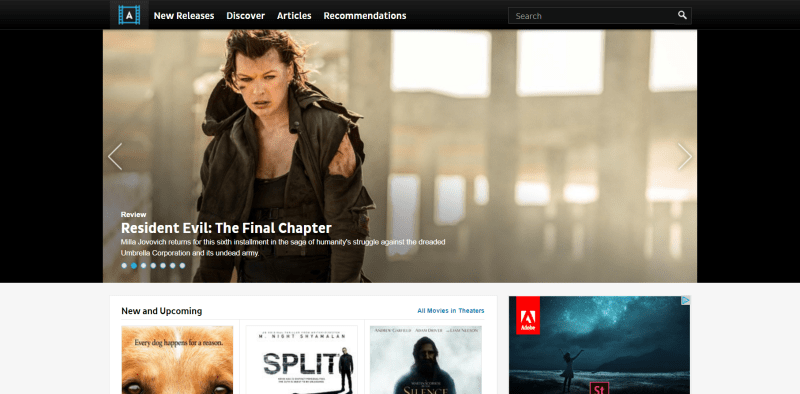 A
New Releases Discover Articles Recommendations Search
Review
Resident Evil: The Final Chapter
Milla Jovovich returns for this sixth installment in the saga of humanity's struggle against the dreaded
Umbrella Corporation and its undead army.
New and Upcoming All Movies in Theaters
Every dog happens for a reason.
M. NIGHT SHYAMALAN
SPLIT
ANDREW GARFIELD ADAM DRIVER LIAM NEESON
SILENCE
Adobe
St